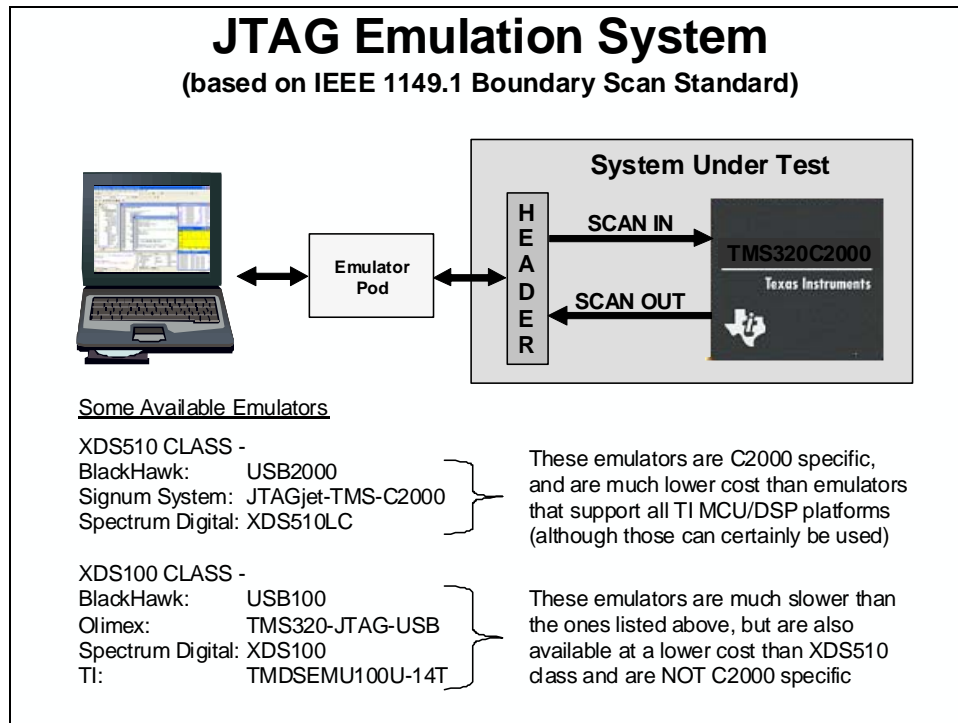 JTAG Emulation System
(based on IEEE 1149.1 Boundary Scan Standard)
System Under Test
HEADER
SCAN IN
SCAN OUT
TMS320C2000
Texas Instruments
Emulator
Pod
Some Available Emulators
XDS510 CLASS -
BlackHawk: USB2000
Signum System: JTAGjet-TMS-C2000
Spectrum Digital: XDS510LC
These emulators are C2000 specific,
and are much lower cost than emulators
that support all TI MCU/DSP platforms
(although those can certainly be used)
XDS100 CLASS -
BlackHawk: USB100
Olimex: TMS320-JTAG-USB
Spectrum Digital: XDS100
TI: TMDSEMU100U-14T
These emulators are much slower than
the ones listed above, but are also
available at a lower cost than XDS510
class and are NOT C2000 specific